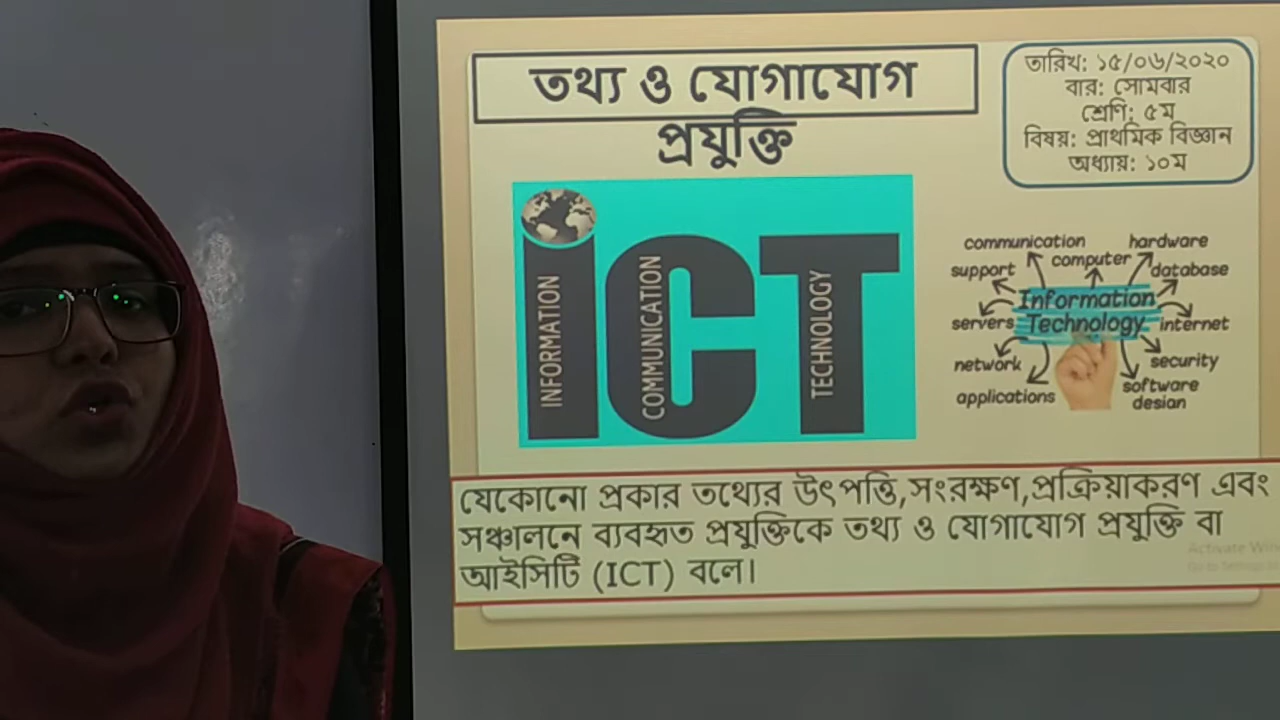 তথ্য ও যোগাযোগ
প্রযুক্তি
তারিখ: ১৫/০৬/২০২০
বার: সোমবার
শ্রেণি: ৫ম
বিষয়: প্রাথমিক বিজ্ঞান
অধ্যায়: ১০ম
iCT
INFORMATION
COMMUNICATION
TECHNOLOGY
communication
hardware
computer
support
database
Information
Technology
servers
internet
network
security
applications
software
design
যেকোনো প্রকার তথ্যের উৎপত্তি,সংরক্ষণ,প্রক্রিয়াকরণ এবং
সঞ্চালনে ব্যবহৃত প্রযুক্তিকে তথ্য ও যোগাযোগ প্রযুক্তি বা
আইসিটি (ICT) বলে।
Activate